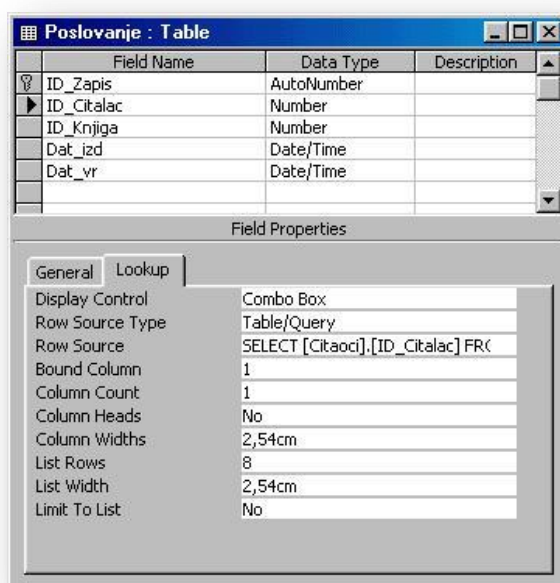 Poslovanje : Table
Field Name Data Type Description
ID_Zapis AutoNumber
ID_Citalac Number
ID_Knjiga Number
Dat_izd Date/Time
Dat_vr Date/Time
Field Properties
General Lookup
Display Control Combo Box
Row Source Type Table/Query
Row Source SELECT [Citaoci].[ID_Citalac] FR(
Bound Column 1
Column Count 1
Column Heads No
Column Widths 2,54cm
List Rows 8
List Width 2,54cm
Limit To List No